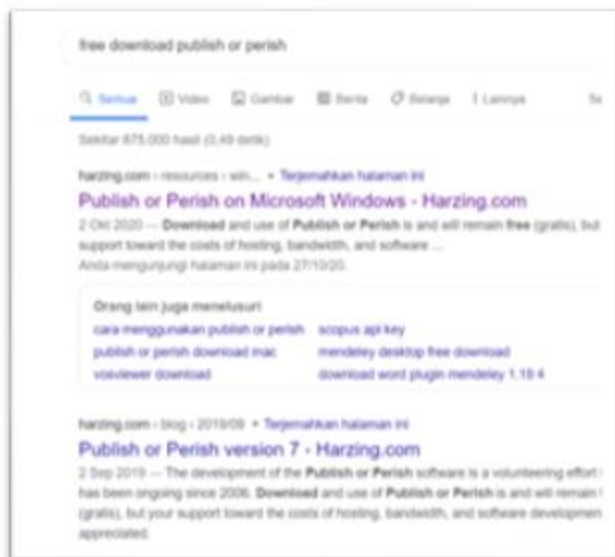 free download publish or perish
Semua Video Gambar Berita Belanja Lainnya Se
Sekitar 875.000 hasil (0,49 detik)
harzing.com › resources › win... ▾ Terjemahkan halaman ini
Publish or Perish on Microsoft Windows - Harzing.com
2 Okt 2020 — Download and use of Publish or Perish is and will remain free (gratis), but
support toward the costs of hosting, bandwidth, and software ...
Anda mengunjungi halaman ini pada 27/10/20.
Orang lain juga menelusuri
cara menggunakan publish or perish scopus api key
publish or perish download mac mendeley desktop free download
vosviewer download download word plugin mendeley 1.19 4
harzing.com › blog › 2019/09 ▾ Terjemahkan halaman ini
Publish or Perish version 7 - Harzing.com
2 Sep 2019 — The development of the Publish or Perish software is a volunteering effort
has been ongoing since 2006. Download and use of Publish or Perish is and will remain
(gratis), but your support toward the costs of hosting, bandwidth, and software developmen
appreciated.